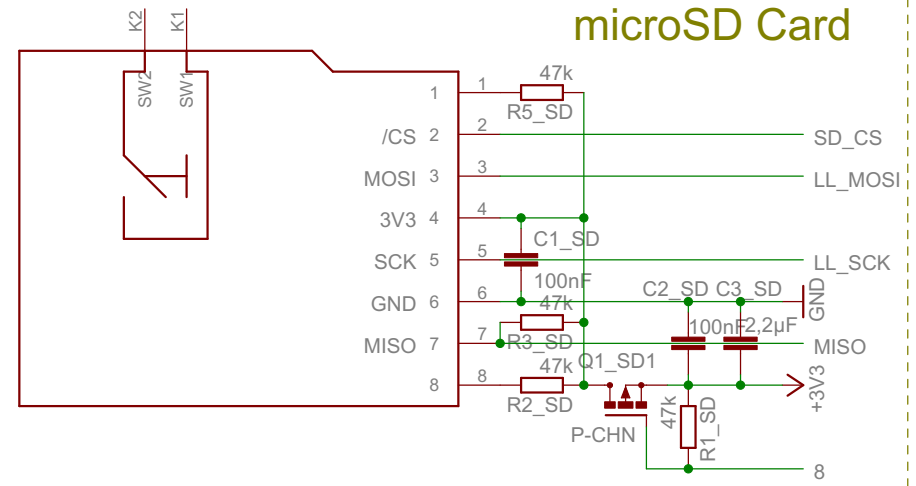 microSD Card
K2
K1
SW2
SW1
1
1
47k
R5_SD
/CS
2
2
SD_CS
MOSI
3
3
LL_MOSI
3V3
4
4
C1_SD
100nF
SCK
5
5
LL_SCK
GND
6
6
C2_SD
C3_SD
GND
47k
R3_SD
100nF
2,2µF
MISO
7
7
MISO
8
8
47k
R2_SD
Q1_SD1
P-CHN
47k
R1_SD
+3V3
8